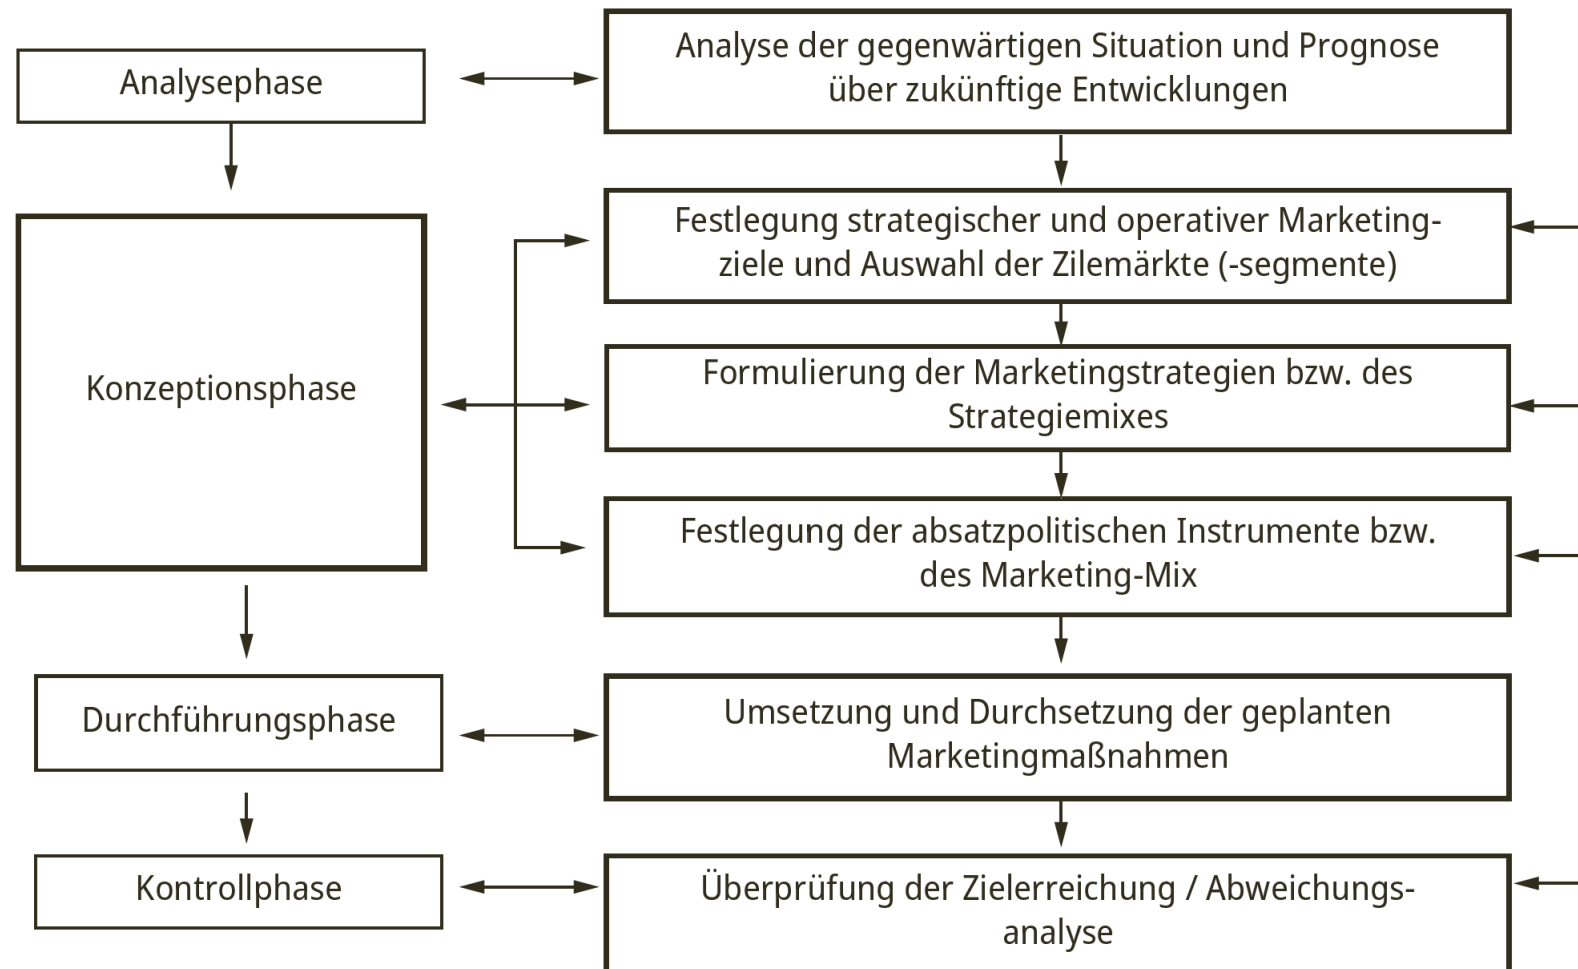 Analysephase
Analyse der gegenwärtigen Situation und Prognose
über zukünftige Entwicklungen
Konzeptionsphase
Festlegung strategischer und operativer Marketing-
ziele und Auswahl der Zilemärkte (-segmente)
Formulierung der Marketingstrategien bzw. des
Strategiemixes
Festlegung der absatzpolitischen Instrumente bzw.
des Marketing-Mix
Durchführungsphase
Umsetzung und Durchsetzung der geplanten
Marketingmaßnahmen
Kontrollphase
Überprüfung der Zielerreichung / Abweichungs-
analyse